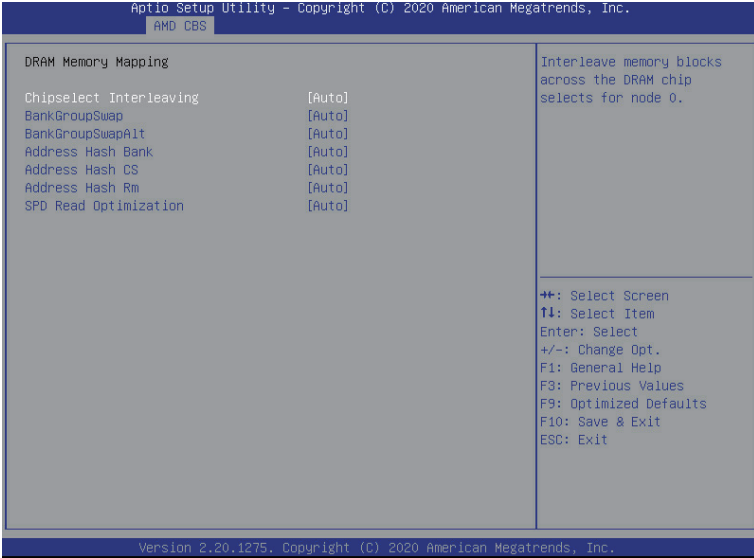 Aptio Setup Utility – Copyright (C) 2020 American Megatrends, Inc.
AMD CBS
DRAM Memory Mapping
Chipselect Interleaving [Auto]
BankGroupSwap [Auto]
BankGroupSwapAlt [Auto]
Address Hash Bank [Auto]
Address Hash CS [Auto]
Address Hash Rm [Auto]
SPD Read Optimization [Auto]
Interleave memory blocks
across the DRAM chip
selects for node 0.
→←: Select Screen
↑↓: Select Item
Enter: Select
+/-: Change Opt.
F1: General Help
F3: Previous Values
F9: Optimized Defaults
F10: Save & Exit
ESC: Exit
Version 2.20.1275. Copyright (C) 2020 American Megatrends, Inc.